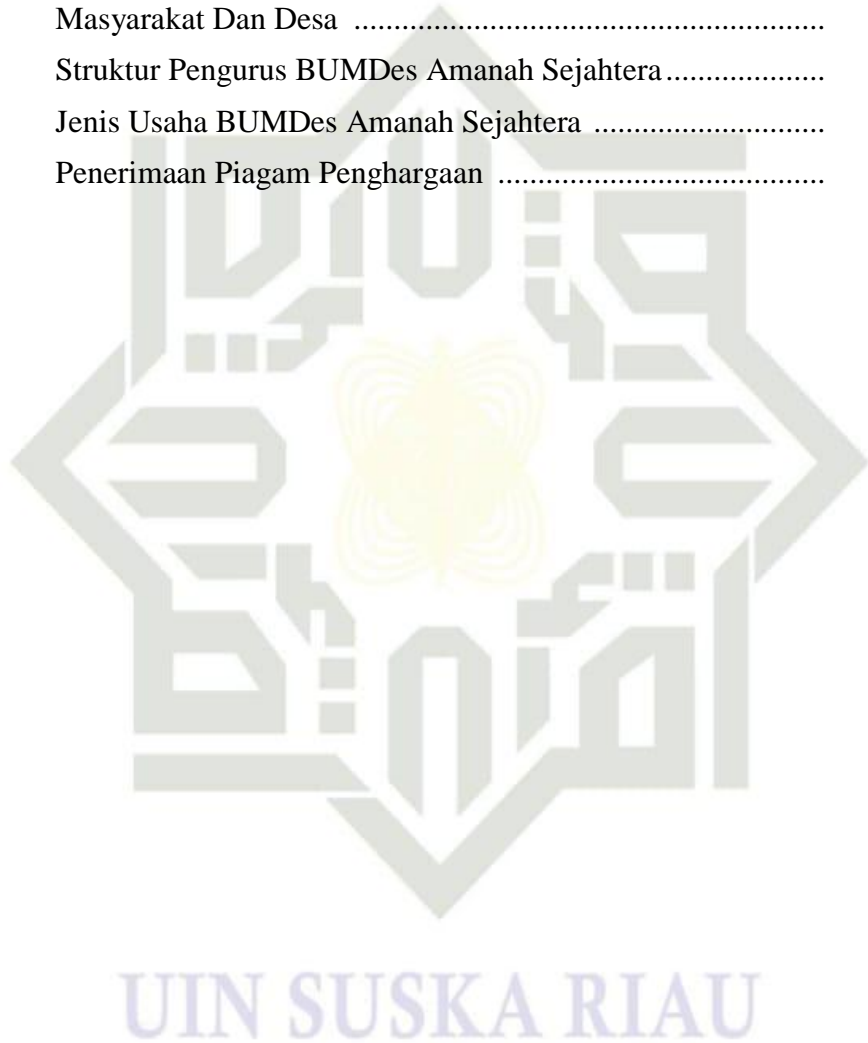 Masyarakat Dan Desa ..........................................................
Struktur Pengurus BUMDes Amanah Sejahtera....................
Jenis Usaha BUMDes Amanah Sejahtera .............................
Penerimaan Piagam Penghargaan .........................................
UIN SUSKA RIAU